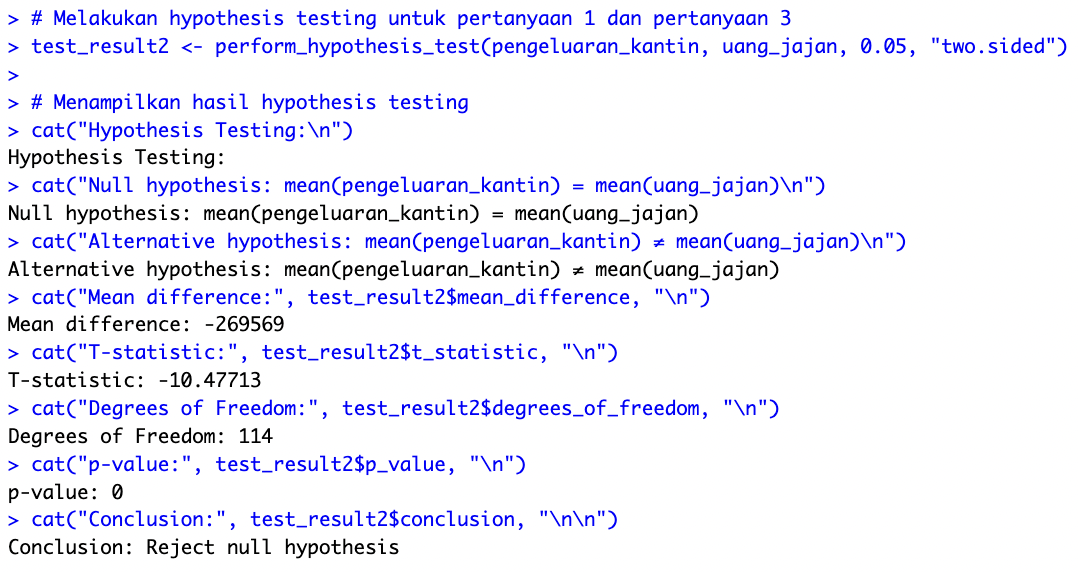 > # Melakukan hypothesis testing untuk pertanyaan 1 dan pertanyaan 3
> test_result2 <- perform_hypothesis_test(pengeluaran_kantin, uang_jajan, 0.05, "two.sided")
>
> # Menampilkan hasil hypothesis testing
> cat("Hypothesis Testing:\n")
Hypothesis Testing:
> cat("Null hypothesis: mean(pengeluaran_kantin) = mean(uang_jajan)\n")
Null hypothesis: mean(pengeluaran_kantin) = mean(uang_jajan)
> cat("Alternative hypothesis: mean(pengeluaran_kantin) ≠ mean(uang_jajan)\n")
Alternative hypothesis: mean(pengeluaran_kantin) ≠ mean(uang_jajan)
> cat("Mean difference:", test_result2$mean_difference, "\n")
Mean difference: -269569
> cat("T-statistic:", test_result2$t_statistic, "\n")
T-statistic: -10.47713
> cat("Degrees of Freedom:", test_result2$degrees_of_freedom, "\n")
Degrees of Freedom: 114
> cat("p-value:", test_result2$p_value, "\n")
p-value: 0
> cat("Conclusion:", test_result2$conclusion, "\n\n")
Conclusion: Reject null hypothesis